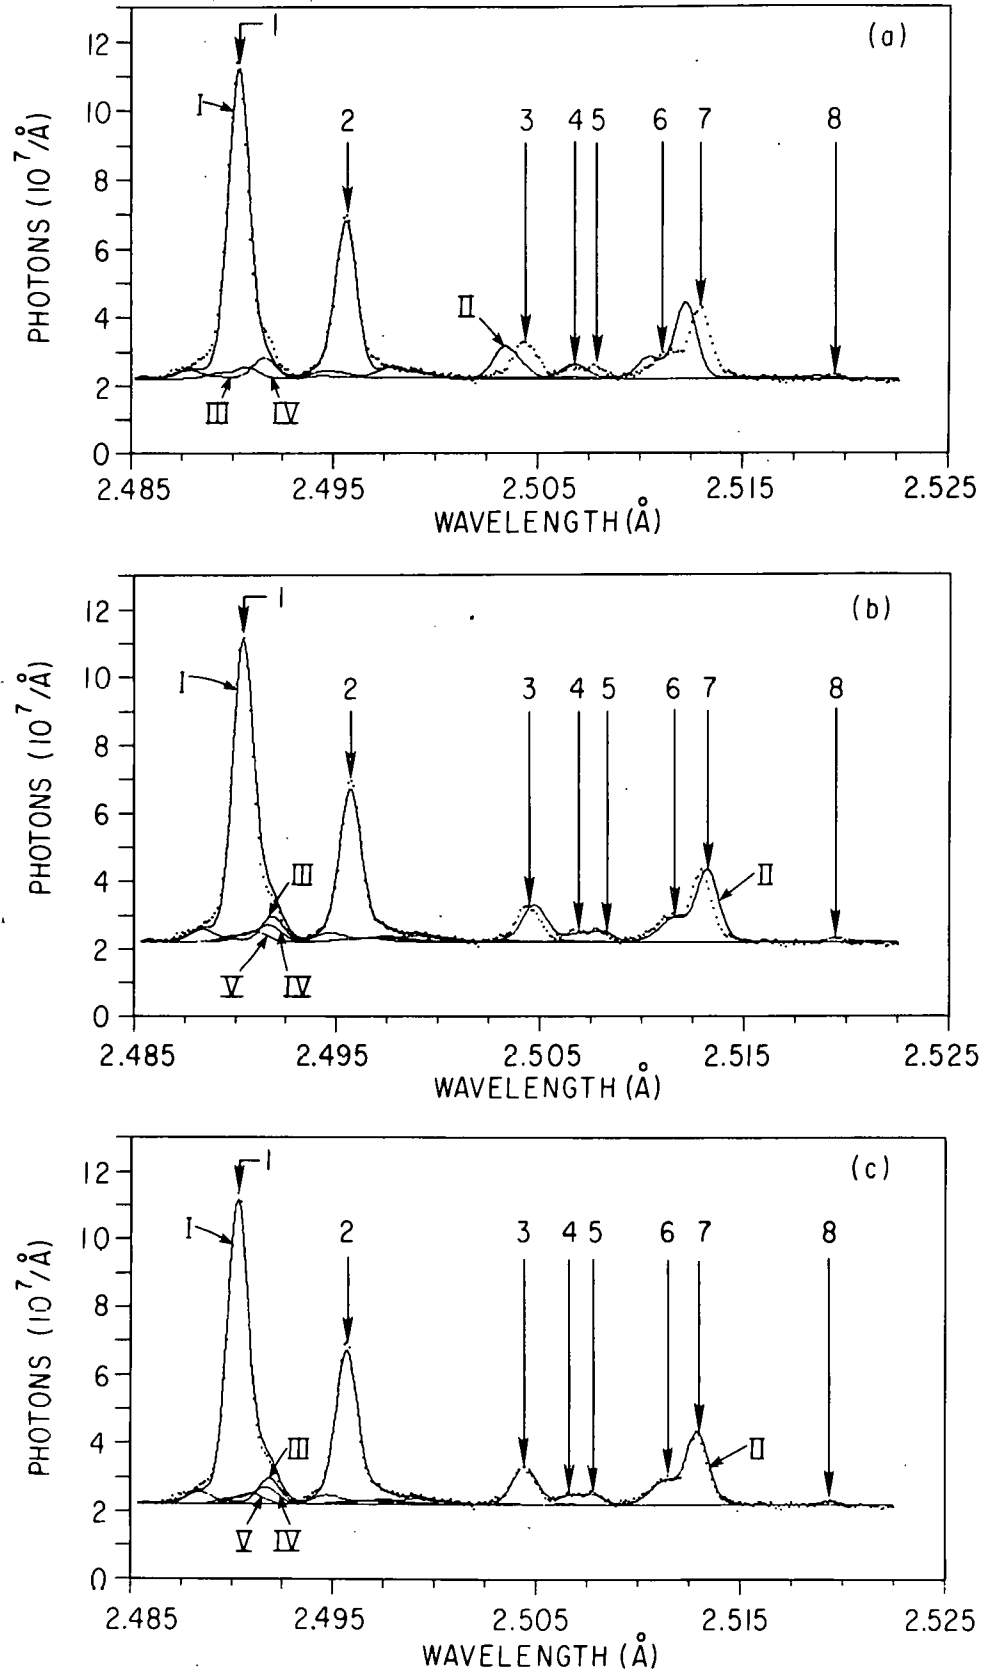 (a)
PHOTONS (10⁷/Å)
12
10
8
6
4
2
0
1
I
2
II
3
4
5
6
7
8
III
IV
2.485
2.495
2.505
2.515
2.525
WAVELENGTH (Å)
(b)
PHOTONS (10⁷/Å)
12
10
8
6
4
2
0
1
I
2
3
4
5
6
7
8
III
II
V
IV
2.485
2.495
2.505
2.515
2.525
WAVELENGTH (Å)
(c)
PHOTONS (10⁷/Å)
12
10
8
6
4
2
0
1
I
2
3
4
5
6
7
8
III
II
V
IV
2.485
2.495
2.505
2.515
2.525
WAVELENGTH (Å)